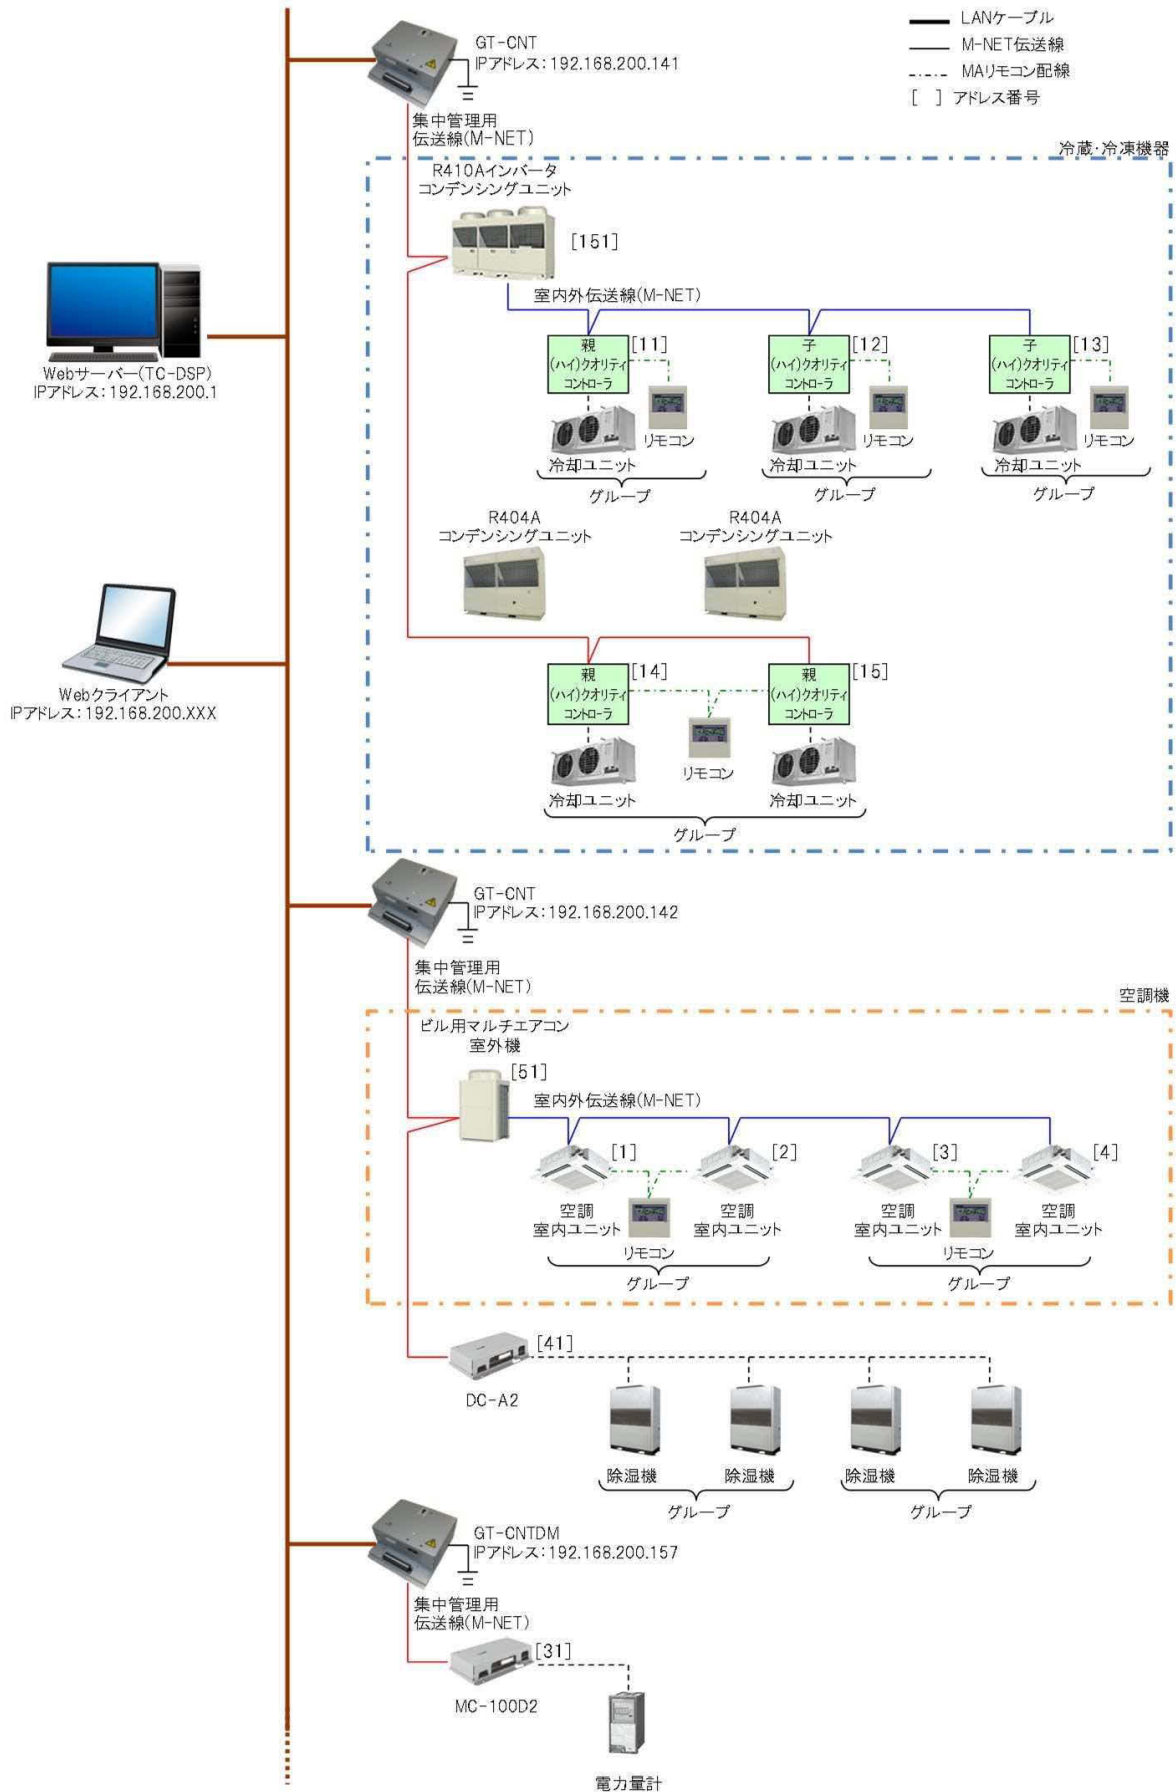 GT-CNT
IPアドレス:192.168.200.141
LANケーブル
M-NET伝送線
MAリモコン配線
[ ] アドレス番号
集中管理用
伝送線(M-NET)
冷蔵・冷凍機器
R410Aインバータ
コンデンシングユニット
[151]
室内外伝送線(M-NET)
Webサーバー(TC-DSP)
IPアドレス:192.168.200.1
親
(ハイ)クオリティ
コントローラ
[11]
リモコン
冷却ユニット
グループ
子
(ハイ)クオリティ
コントローラ
[12]
リモコン
冷却ユニット
グループ
子
(ハイ)クオリティ
コントローラ
[13]
リモコン
冷却ユニット
グループ
R404A
コンデンシングユニット
R404A
コンデンシングユニット
Webクライアント
IPアドレス:192.168.200.XXX
親
(ハイ)クオリティ
コントローラ
[14]
親
(ハイ)クオリティ
コントローラ
[15]
リモコン
冷却ユニット
冷却ユニット
グループ
GT-CNT
IPアドレス:192.168.200.142
集中管理用
伝送線(M-NET)
空調機
ビル用マルチエアコン
室外機
[51]
室内外伝送線(M-NET)
[1]
[2]
[3]
[4]
空調
室内ユニット
空調
室内ユニット
空調
室内ユニット
空調
室内ユニット
リモコン
リモコン
グループ
グループ
[41]
DC-A2
除湿機
除湿機
除湿機
除湿機
グループ
グループ
GT-CNTDM
IPアドレス:192.168.200.157
集中管理用
伝送線(M-NET)
[31]
MC-100D2
電力量計